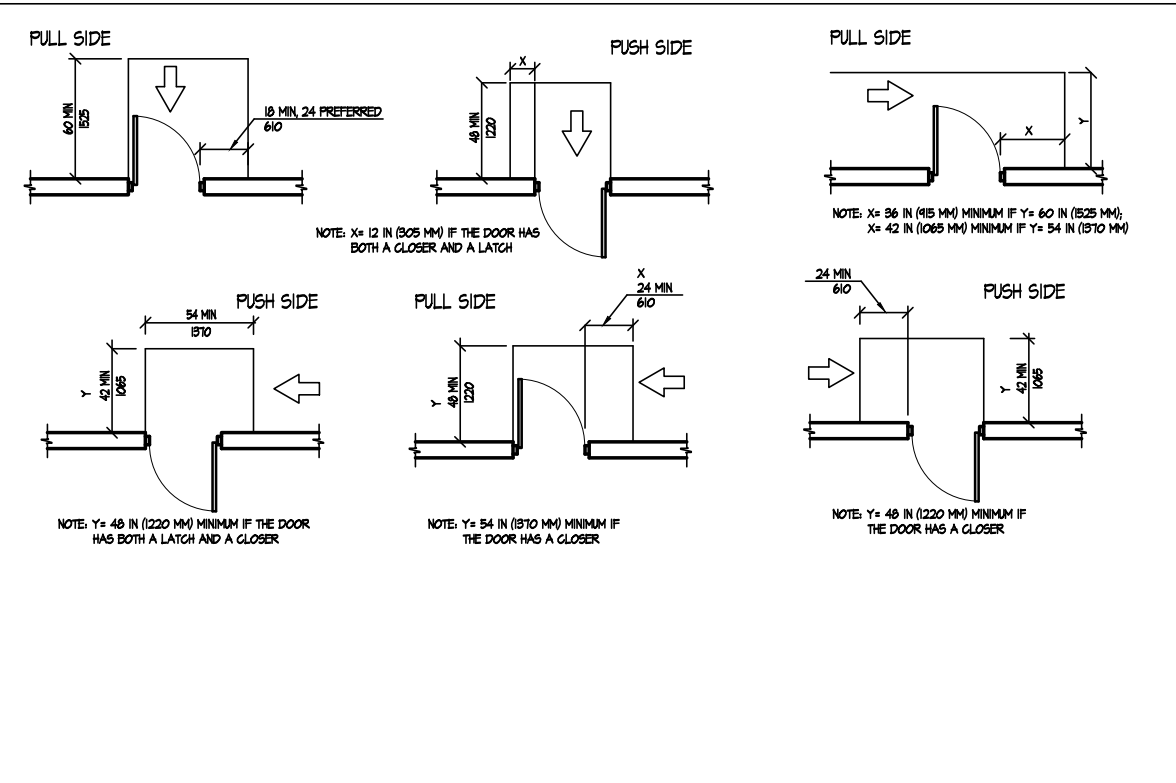 PULL SIDE
60 MIN
1525
18 MIN, 24 PREFERRED
610
PUSH SIDE
X
48 MIN
1220
NOTE: X= 12 IN (305 MM) IF THE DOOR HAS
BOTH A CLOSER AND A LATCH
PULL SIDE
X
Y
NOTE: X= 36 IN (915 MM) MINIMUM IF Y= 60 IN (1525 MM);
X= 42 IN (1065 MM) MINIMUM IF Y= 54 IN (1370 MM)
PUSH SIDE
54 MIN
1370
Y
42 MIN
1065
NOTE: Y= 48 IN (1220 MM) MINIMUM IF THE DOOR
HAS BOTH A LATCH AND A CLOSER
PULL SIDE
X
24 MIN
610
Y
48 MIN
1220
NOTE: Y= 54 IN (1370 MM) MINIMUM IF
THE DOOR HAS A CLOSER
24 MIN
610
PUSH SIDE
Y
42 MIN
1065
NOTE: Y= 48 IN (1220 MM) MINIMUM IF
THE DOOR HAS A CLOSER